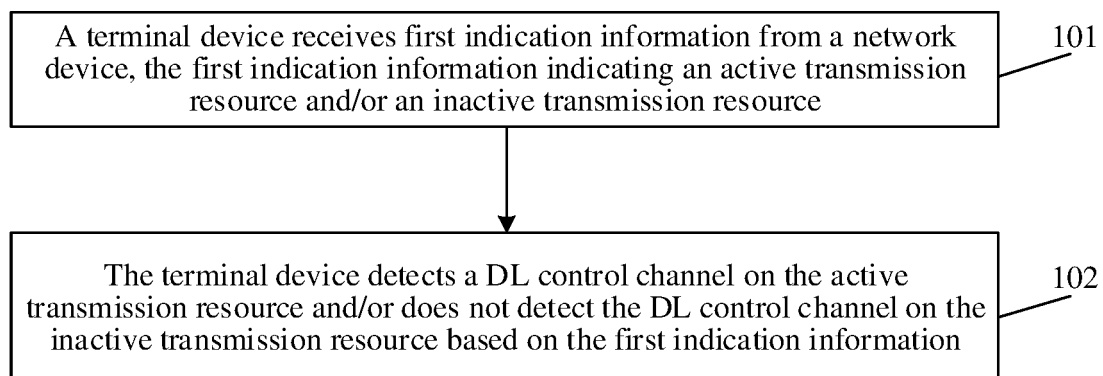 A terminal device receives first indication information from a network
device, the first indication information indicating an active transmission
resource and/or an inactive transmission resource
101
The terminal device detects a DL control channel on the active
transmission resource and/or does not detect the DL control channel on the
inactive transmission resource based on the first indication information
102